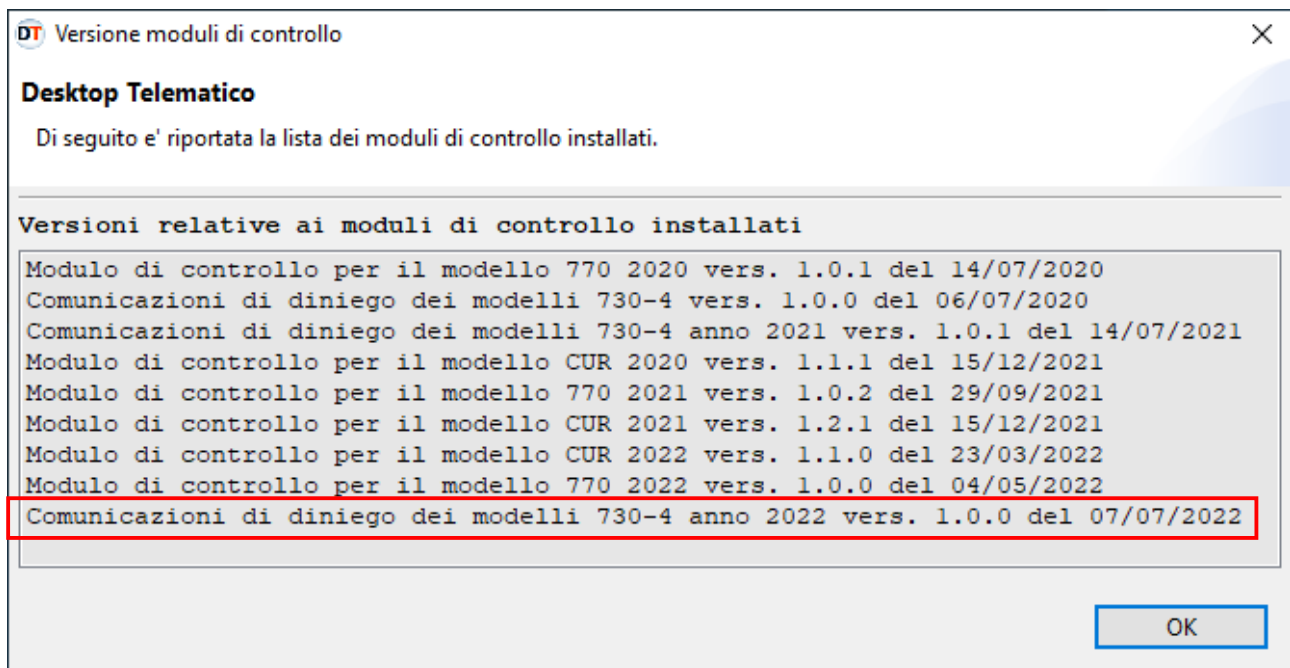 DT Versione moduli di controllo
Desktop Telematico
Di seguito e' riportata la lista dei moduli di controllo installati.
Versioni relative ai moduli di controllo installati
Modulo di controllo per il modello 770 2020 vers. 1.0.1 del 14/07/2020
Comunicazioni di diniego dei modelli 730-4 vers. 1.0.0 del 06/07/2020
Comunicazioni di diniego dei modelli 730-4 anno 2021 vers. 1.0.1 del 14/07/2021
Modulo di controllo per il modello CUR 2020 vers. 1.1.1 del 15/12/2021
Modulo di controllo per il modello 770 2021 vers. 1.0.2 del 29/09/2021
Modulo di controllo per il modello CUR 2021 vers. 1.2.1 del 15/12/2021
Modulo di controllo per il modello CUR 2022 vers. 1.1.0 del 23/03/2022
Modulo di controllo per il modello 770 2022 vers. 1.0.0 del 04/05/2022
Comunicazioni di diniego dei modelli 730-4 anno 2022 vers. 1.0.0 del 07/07/2022
OK